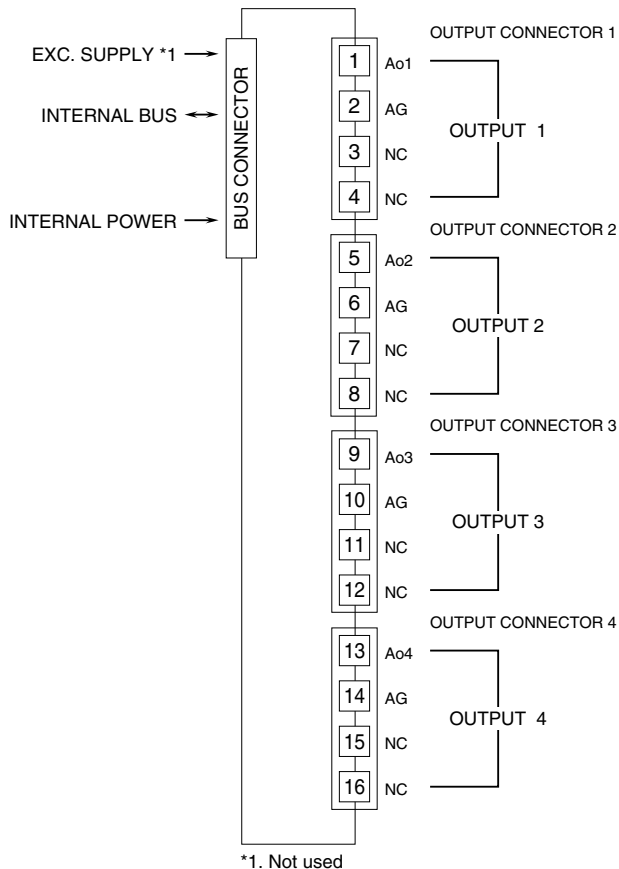 EXC. SUPPLY *1
INTERNAL BUS
INTERNAL POWER
BUS CONNECTOR
OUTPUT CONNECTOR 1
1 Ao1
2 AG
OUTPUT 1
3 NC
4 NC
OUTPUT CONNECTOR 2
5 Ao2
6 AG
OUTPUT 2
7 NC
8 NC
OUTPUT CONNECTOR 3
9 Ao3
10 AG
OUTPUT 3
11 NC
12 NC
OUTPUT CONNECTOR 4
13 Ao4
14 AG
OUTPUT 4
15 NC
16 NC
*1. Not used